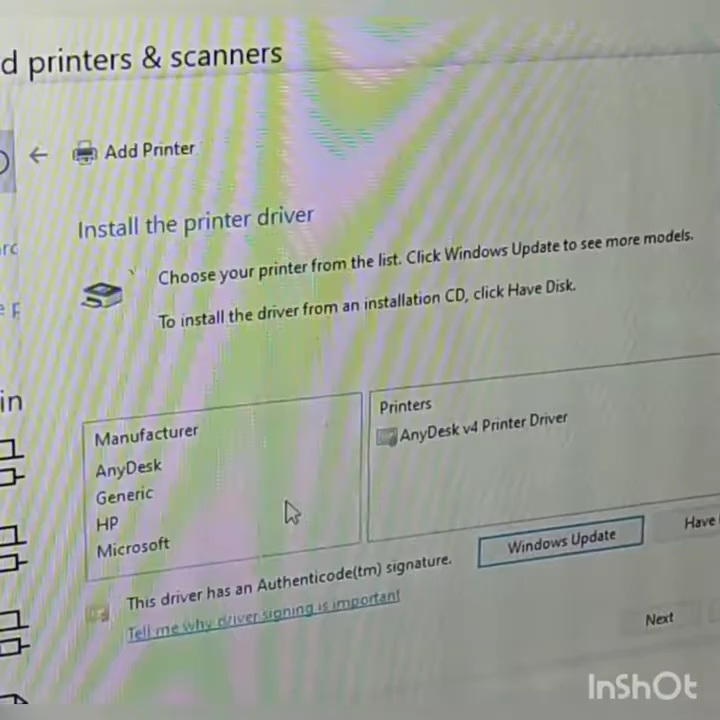 d printers & scanners
Add Printer
Install the printer driver
Choose your printer from the list. Click Windows Update to see more models.
To install the driver from an installation CD, click Have Disk.
in
Manufacturer
AnyDesk
Generic
HP
Microsoft
Printers
AnyDesk v4 Printer Driver
This driver has an Authenticode(tm) signature.
Tell me why driver signing is important
Windows Update
Have
Next
InShOt